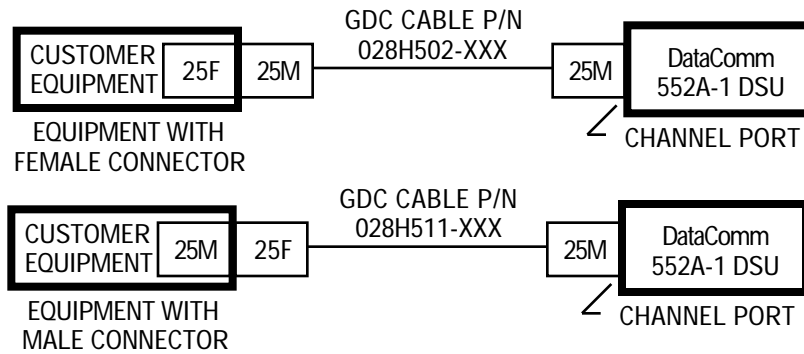 GDC CABLE P/N
028H502-XXX
CUSTOMER
EQUIPMENT
25F
25M
25M
DataComm
552A-1 DSU
EQUIPMENT WITH
FEMALE CONNECTOR
CHANNEL PORT
GDC CABLE P/N
028H511-XXX
CUSTOMER
EQUIPMENT
25M
25F
25M
DataComm
552A-1 DSU
EQUIPMENT WITH
MALE CONNECTOR
CHANNEL PORT